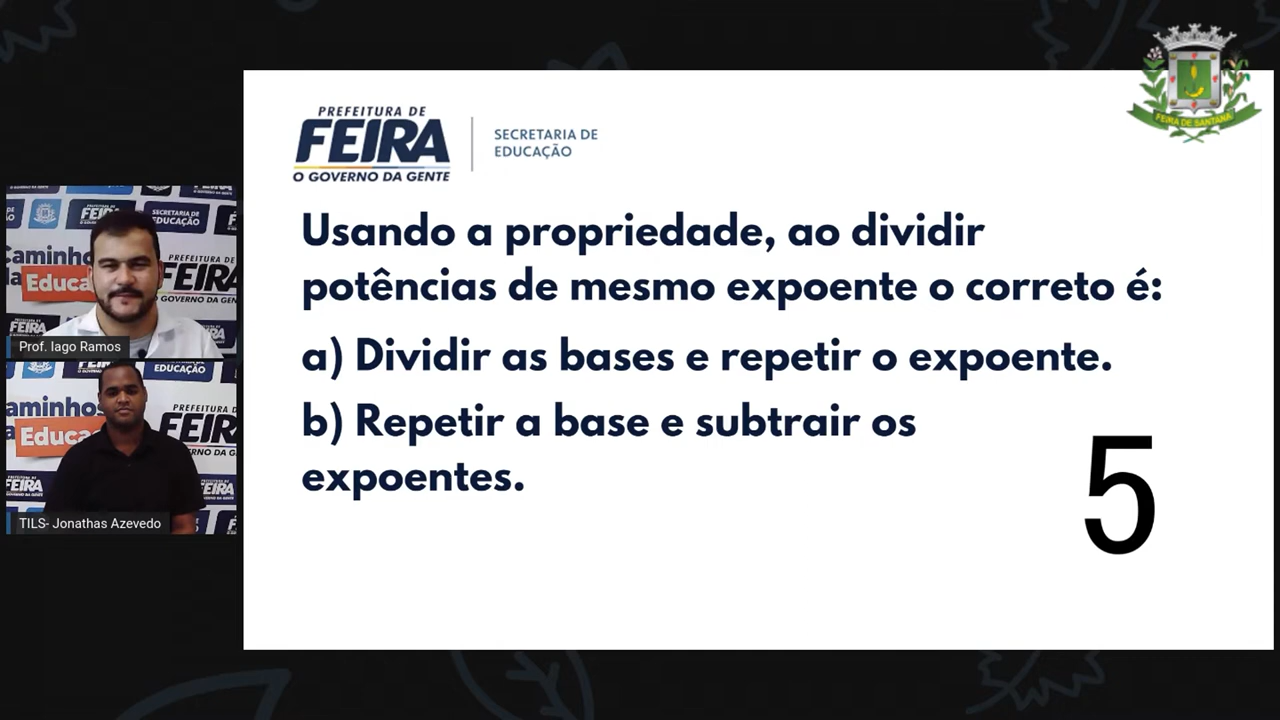 FEIRA DE SANTANA
PREFEITURA DE
FEIRA
O GOVERNO DA GENTE
SECRETARIA DE
EDUCAÇÃO
Usando a propriedade, ao dividir
potências de mesmo expoente o correto é:
a) Dividir as bases e repetir o expoente.
b) Repetir a base e subtrair os
expoentes.
5
Prof. Iago Ramos
TILS- Jonathas Azevedo